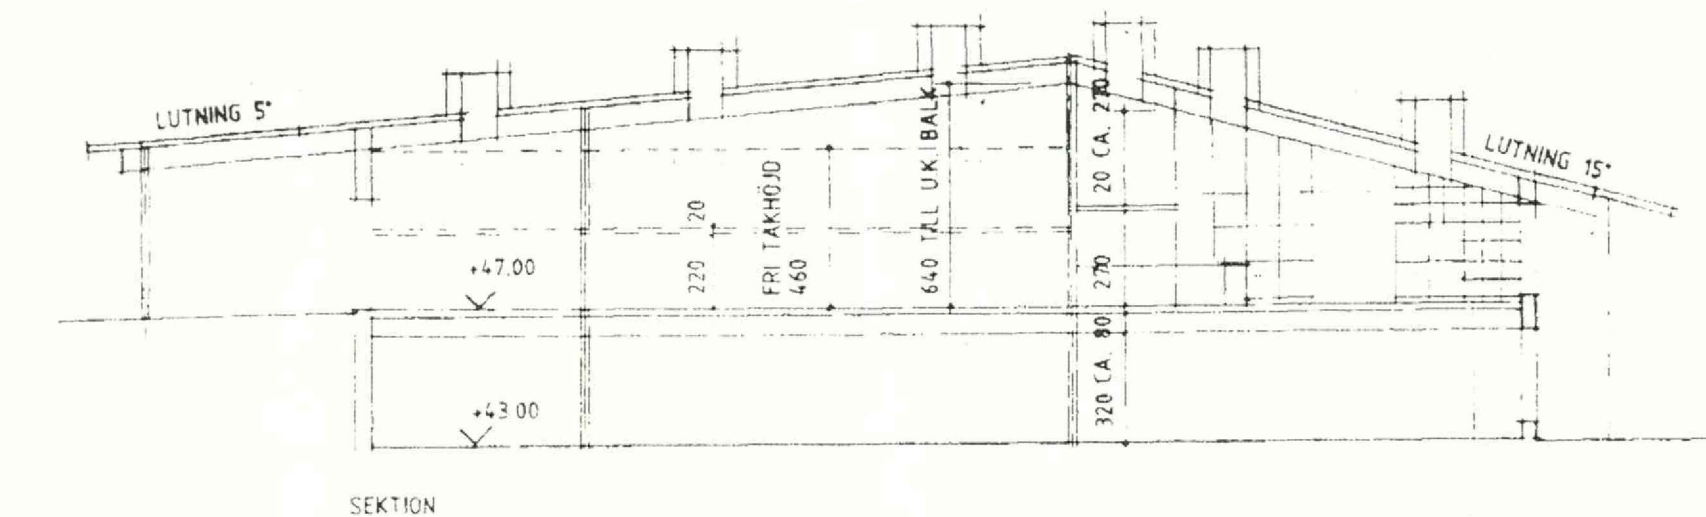 LUTNING 5°
LUTNING 15°
+47.00
220
20
FRI TAKHÖJD
460
640 TILL UK. BALK
320 CA. 80
270
20 CA. 270
+43.00
SEKTION